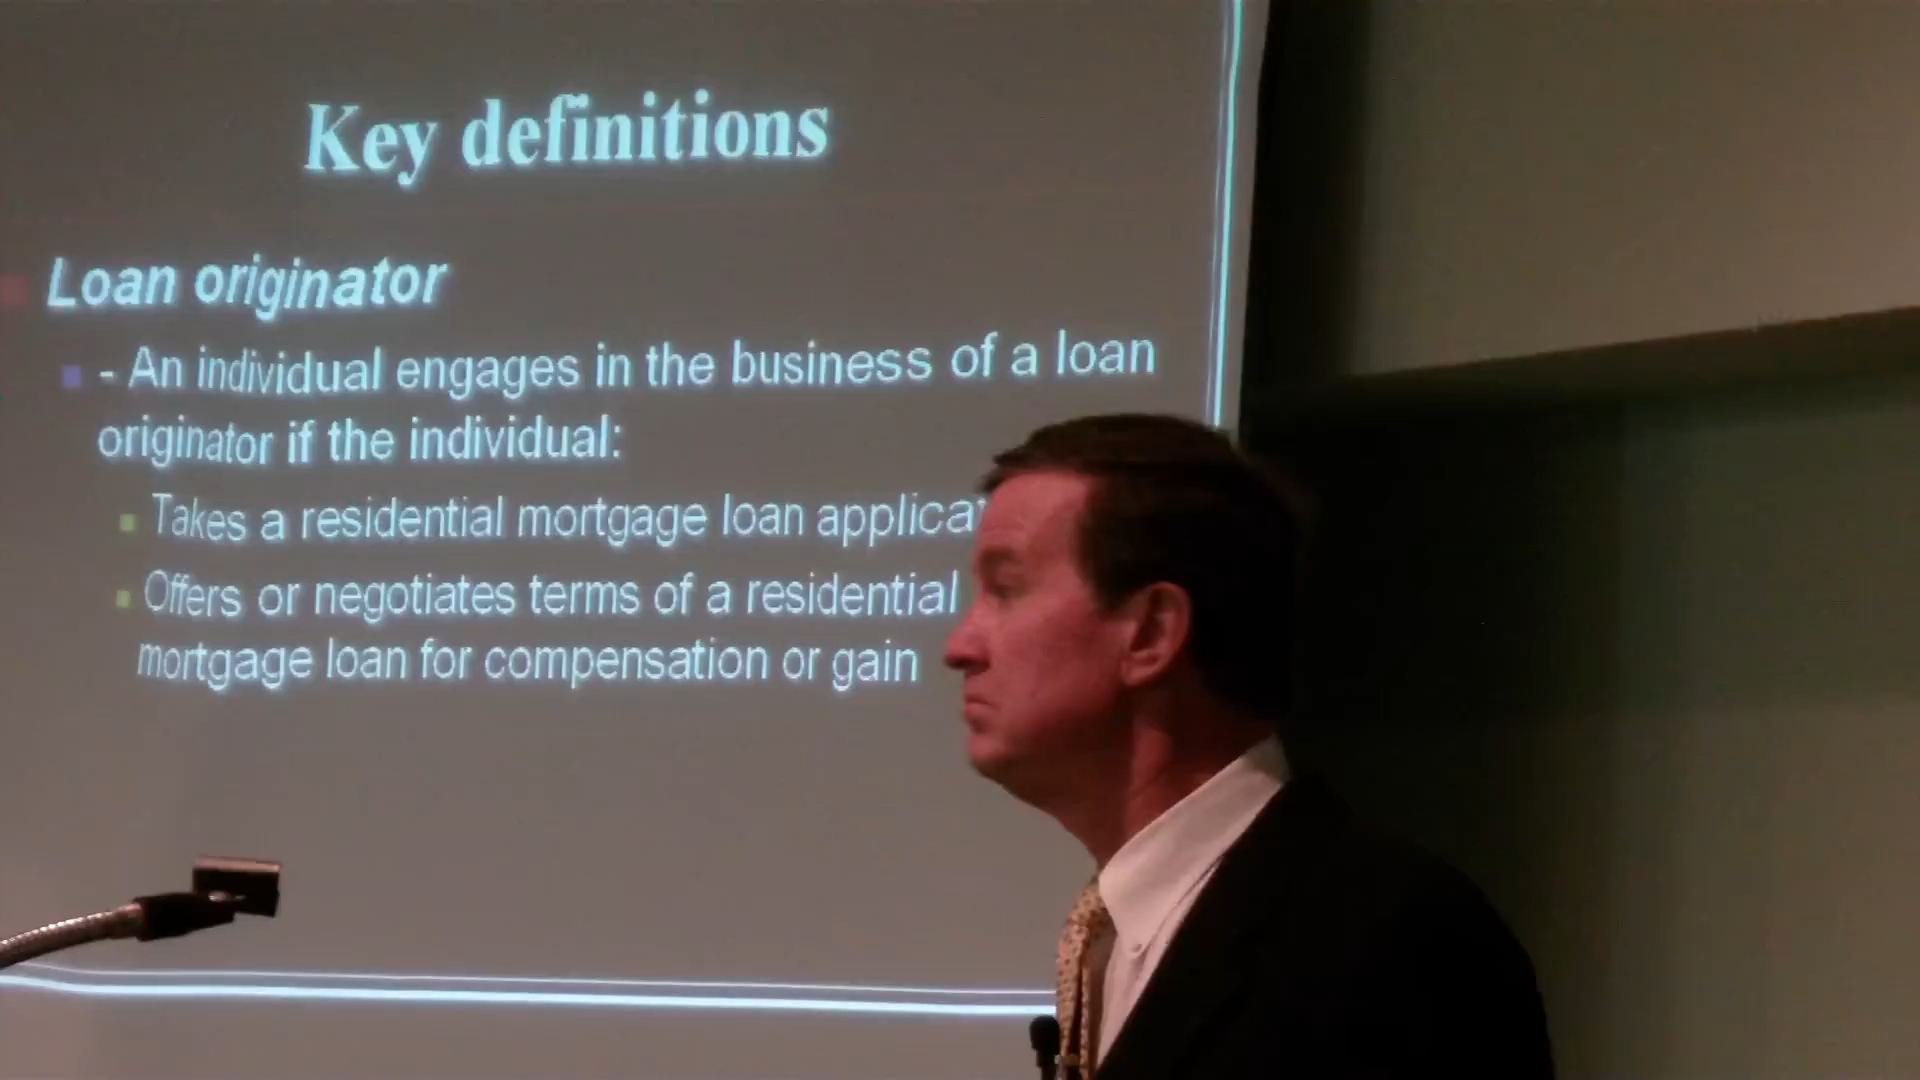 Key definitions
Loan originator
- An individual engages in the business of a loan
originator if the individual:
Takes a residential mortgage loan
Offers or negotiates terms of a residential
mortgage loan for compensation or gain